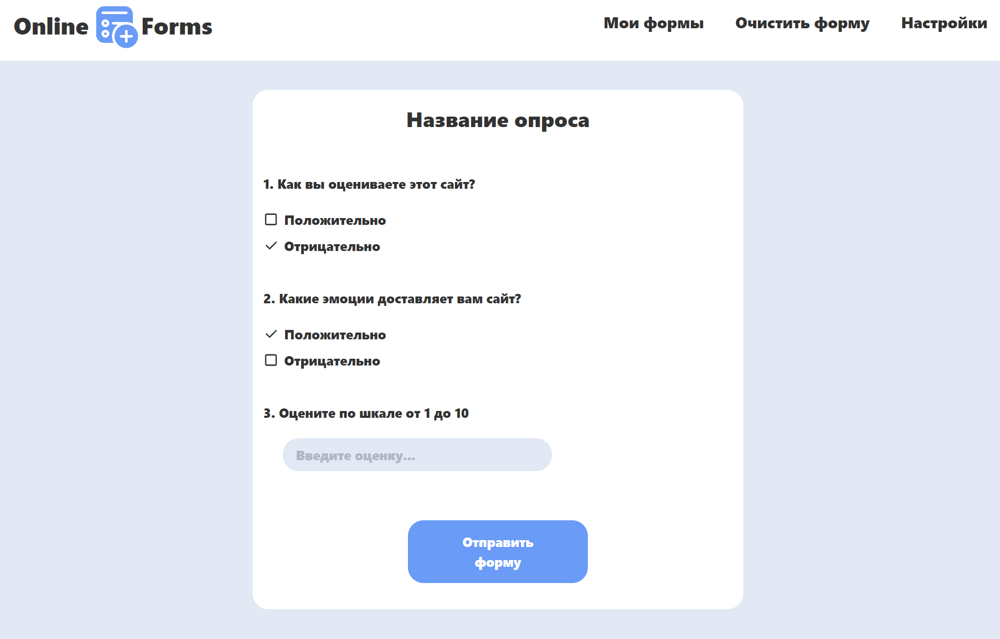 Online Forms
Мои формы
Очистить форму
Настройки
Название опроса
1. Как вы оцениваете этот сайт?
Положительно
Отрицательно
2. Какие эмоции доставляет вам сайт?
Положительно
Отрицательно
3. Оцените по шкале от 1 до 10
Введите оценку...
Отправить
форму